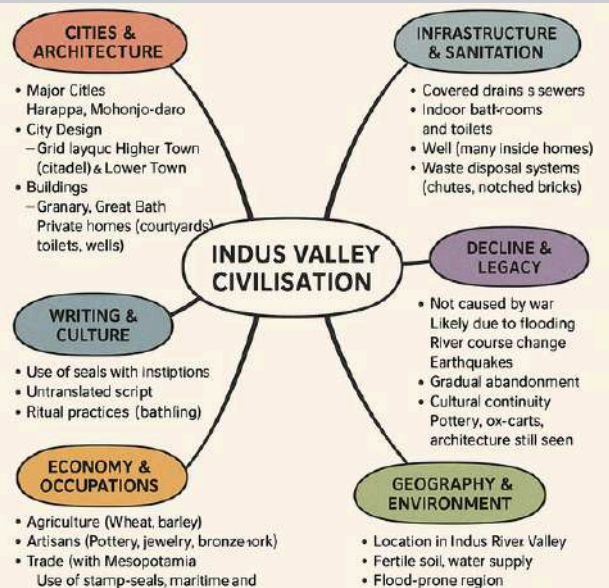 CITIES &
ARCHITECTURE
• Major Cities
Harappa, Mohonjo-daro
• City Design
– Grid layquc Higher Town
(citadel) & Lower Town
• Buildings
– Granary, Great Bath
Private homes (courtyards)
toilets, wells)
INFRASTRUCTURE
& SANITATION
• Covered drains s sewers
• Indoor bath-rooms
and toilets
• Well (many inside homes)
• Waste disposal systems
(chutes, notched bricks)
INDUS VALLEY
CIVILISATION
DECLINE &
LEGACY
• Not caused by war
Likely due to flooding
River course change
Earthquakes
• Gradual abandonment
• Cultural continuity
Pottery, ox-carts,
architecture still seen
WRITING &
CULTURE
• Use of seals with instiptions
• Untranslated script
• Ritual practices (bathling)
ECONOMY &
OCCUPATIONS
• Agriculture (Wheat, barley)
• Artisans (Pottery, jewelry, bronze
• Trade (with Mesopotamia
Use of stamp-seals, maritime and
GEOGRAPHY &
ENVIRONMENT
• Location in Indus River Valley
• Fertile soil, water supply
• Flood-prone region